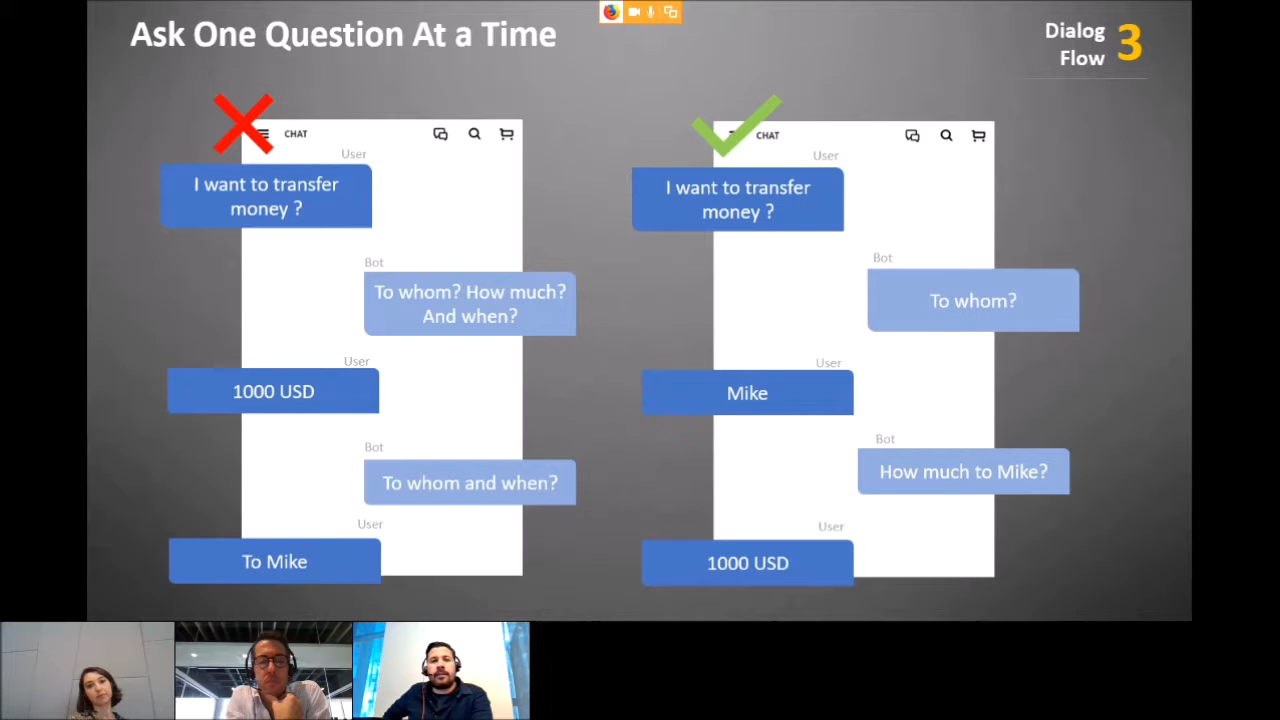 Ask One Question At a Time
Dialog
Flow
3
CHAT
User
I want to transfer
money ?
Bot
To whom? How much?
And when?
User
1000 USD
Bot
To whom and when?
User
To Mike
CHAT
User
I want to transfer
money ?
Bot
To whom?
User
Mike
Bot
How much to Mike?
User
1000 USD